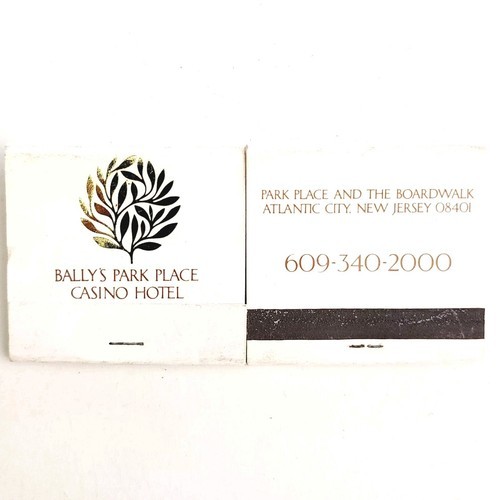 BALLY'S PARK PLACE
CASINO HOTEL
PARK PLACE AND THE BOARDWALK
ATLANTIC CITY, NEW JERSEY 08401
609-340-2000